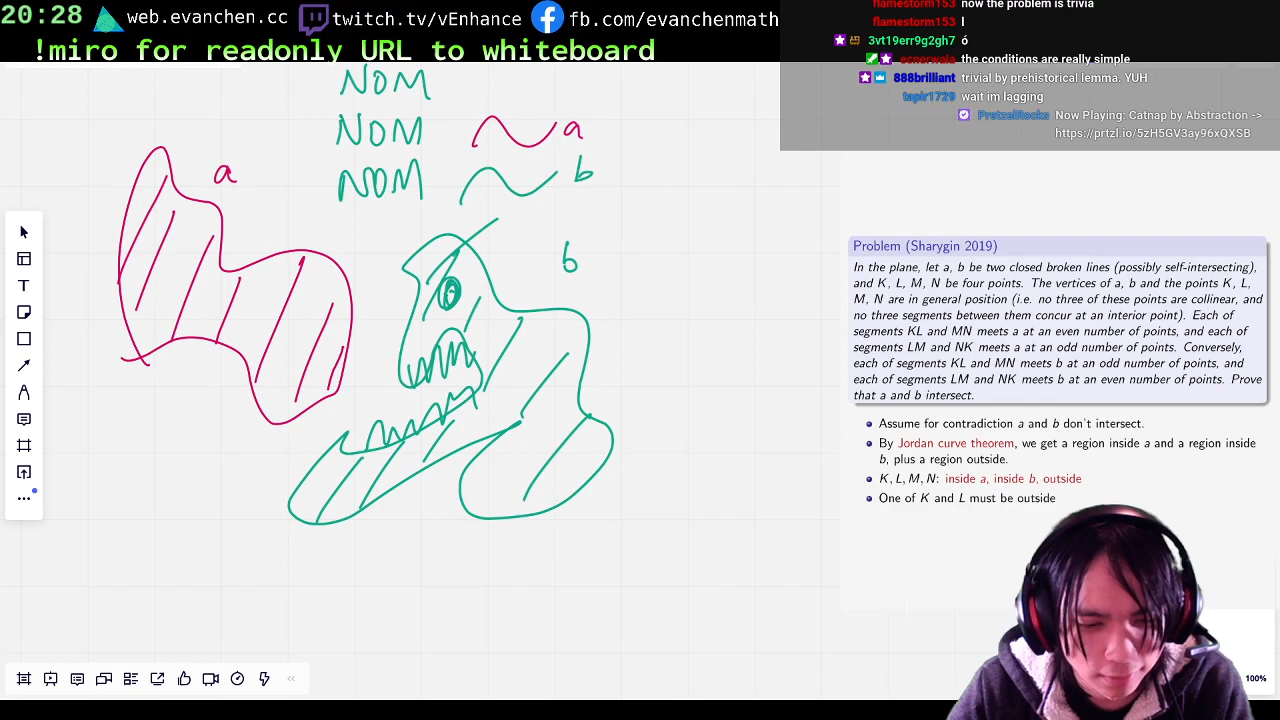 20:28
web.evanchen.cc
twitch.tv/vEnhance
fb.com/evanchenmath
!miro for readonly URL to whiteboard
flamestorm153 now the problem is trivia
flamestorm153 I
3vt19err9g2gh7 ó
the conditions are really simple
888brilliant trivial by prehistorical lemma. YUH
tapir1729 wait im lagging
PretzelRocks Now Playing: Catnap by Abstraction ->
https://prtzl.io/5zH5GV3ay96xQXSB
NOM
NOM
NOM
a
b
a
b
Problem (Sharygin 2019)
In the plane, let a, b be two closed broken lines (possibly self-intersecting),
and K, L, M, N be four points. The vertices of a, b and the points K, L,
M, N are in general position (i.e. no three of these points are collinear, and
no three segments between them concur at an interior point). Each of
segments KL and MN meets a at an even number of points, and each of
segments LM and NK meets a at an odd number of points. Conversely,
each of segments KL and MN meets b at an odd number of points, and
each of segments LM and NK meets b at an even number of points. Prove
that a and b intersect.
Assume for contradiction a and b don't intersect.
By Jordan curve theorem, we get a region inside a and a region inside
b, plus a region outside.
K, L, M, N: inside a, inside b, outside
One of K and L must be outside
100%